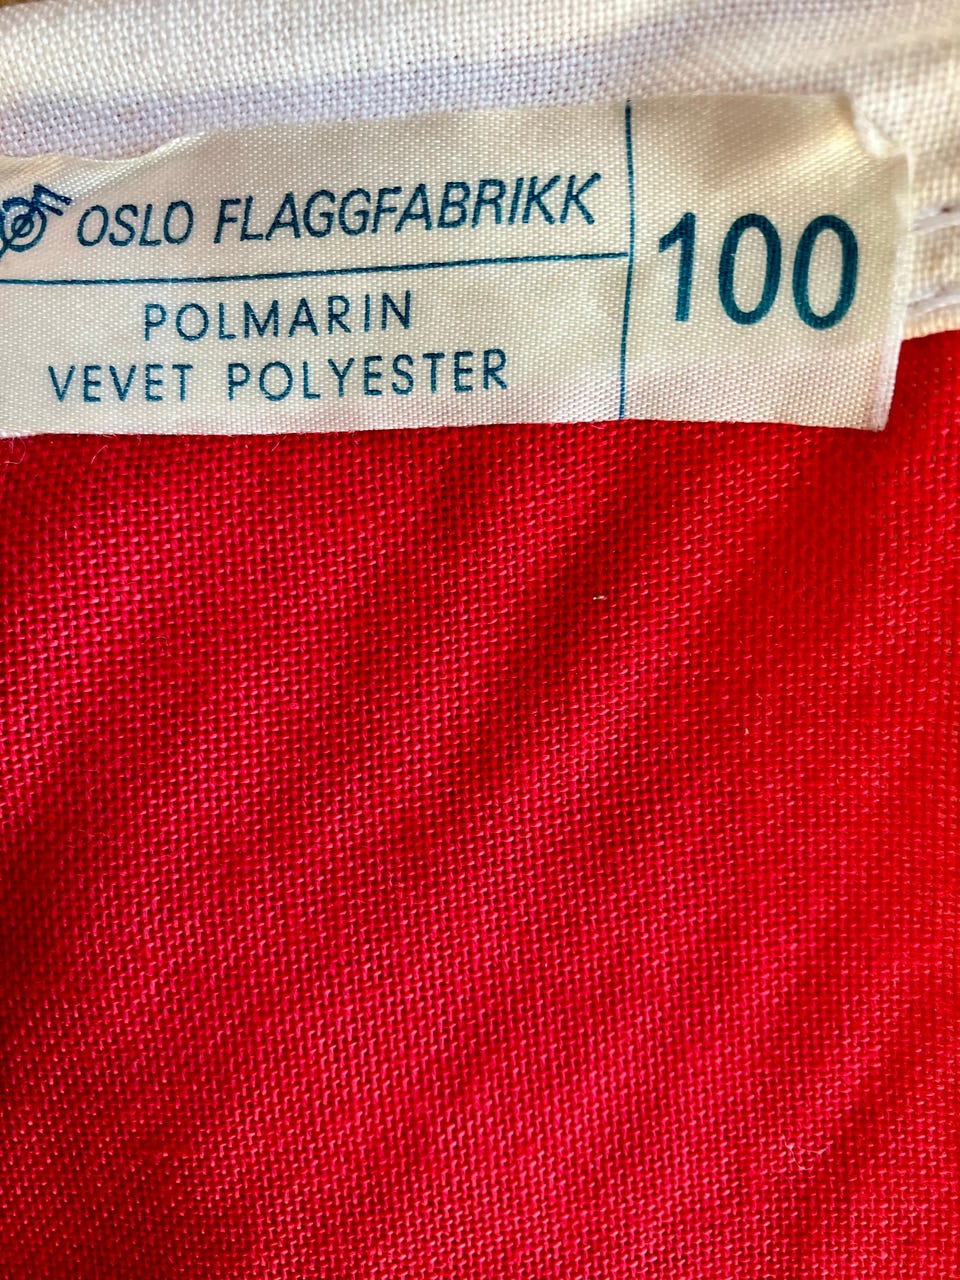 OSLO FLAGGFABRIKK
POLMARIN
VEVET POLYESTER
100